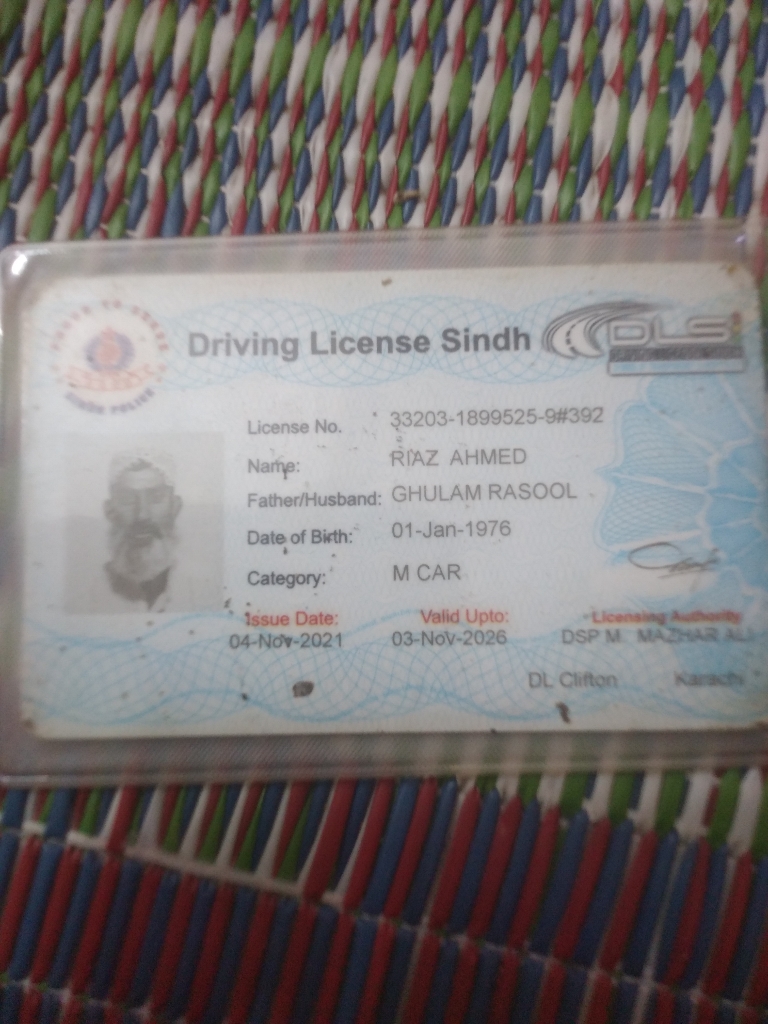 Driving License Sindh
DLS
SINDH POLICE
License No. 33203-1899525-9#392
Name: RIAZ AHMED
Father/Husband: GHULAM RASOOL
Date of Birth: 01-Jan-1976
Category: M CAR
Issue Date: Valid Upto: Licensing Authority
04-Nov-2021 03-Nov-2026 DSP M. MAZHAR ALI
DL Clifton Karachi